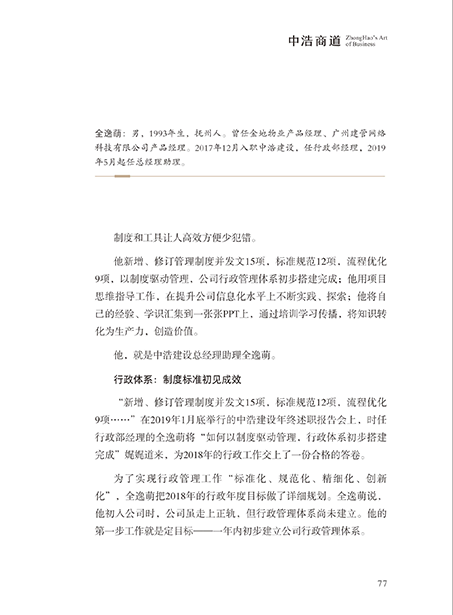 中浩商道 ZhongHao's Art
of Business
全逸萌：男，1993年生，抚州人。曾任金地物业产品经理、广州建管网络
科技有限公司产品经理。2017年12月入职中浩建设，任行政部经理，2019
年5月起任总经理助理。
制度和工具让人高效方便少犯错。
他新增、修订管理制度并发文15项，标准规范12项，流程优化
9项，以制度驱动管理，公司行政管理体系初步搭建完成；他用项目
思维指导工作，在提升公司信息化水平上不断实践、探索；他将自
己的经验、学识汇集到一张张PPT上，通过培训学习传播，将知识转
化为生产力，创造价值。
他，就是中浩建设总经理助理全逸萌。
行政体系：制度标准初见成效
“新增、修订管理制度并发文15项，标准规范12项，流程优化
9项……”在2019年1月底举行的中浩建设年终述职报告会上，时任
行政部经理的全逸萌将“如何以制度驱动管理，行政体系初步搭建
完成”娓娓道来，为2018年的行政工作交上了一份合格的答卷。
为了实现行政管理工作“标准化、规范化、精细化、创新
化”，全逸萌把2018年的行政年度目标做了详细规划。全逸萌说，
他初入公司时，公司虽走上正轨，但行政管理体系尚未建立。他的
第一步工作就是定目标——一年内初步建立公司行政管理体系。
77